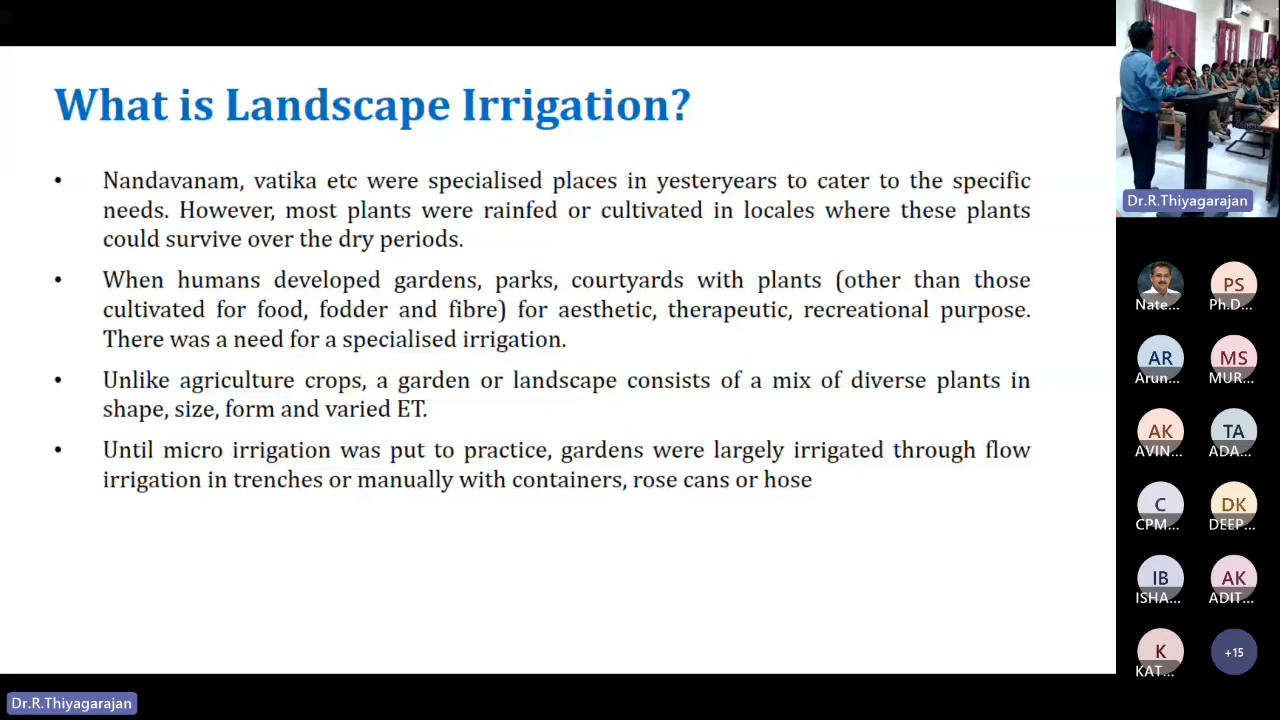 What is Landscape Irrigation?
• Nandavanam, vatika etc were specialised places in yesteryears to cater to the specific
needs. However, most plants were rainfed or cultivated in locales where these plants
could survive over the dry periods.
• When humans developed gardens, parks, courtyards with plants (other than those
cultivated for food, fodder and fibre) for aesthetic, therapeutic, recreational purpose.
There was a need for a specialised irrigation.
• Unlike agriculture crops, a garden or landscape consists of a mix of diverse plants in
shape, size, form and varied ET.
• Until micro irrigation was put to practice, gardens were largely irrigated through flow
irrigation in trenches or manually with containers, rose cans or hose
Dr.R.Thiyagarajan
Dr.R.Thiyagarajan
Nate...
PS
Ph.D...
AR
Arun...
MS
MUR...
AK
AVIN...
TA
ADA...
C
CPM...
DK
DEEP...
IB
ISHA...
AK
ADIT...
K
KAT...
+15